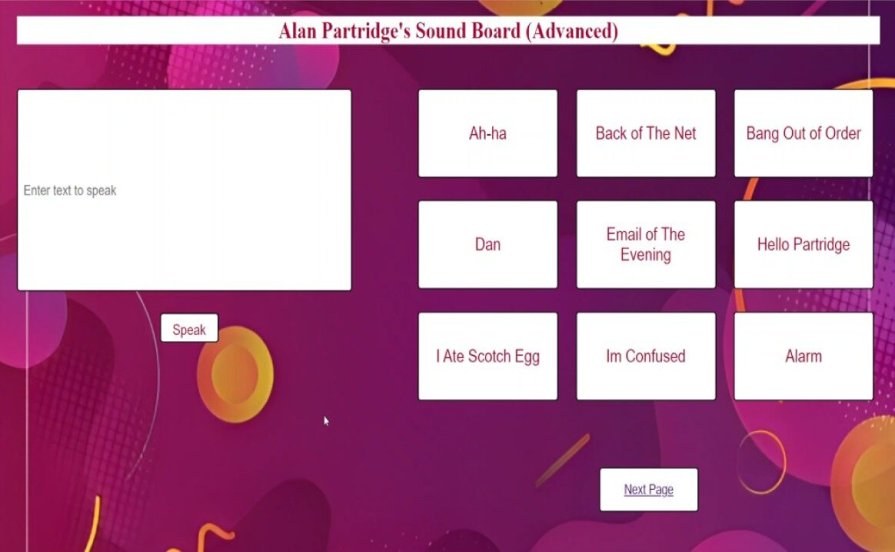 Alan Partridge's Sound Board (Advanced)
Enter text to speak
Speak
Ah-ha
Back of The Net
Bang Out of Order
Dan
Email of The
Evening
Hello Partridge
I Ate Scotch Egg
Im Confused
Alarm
Next Page